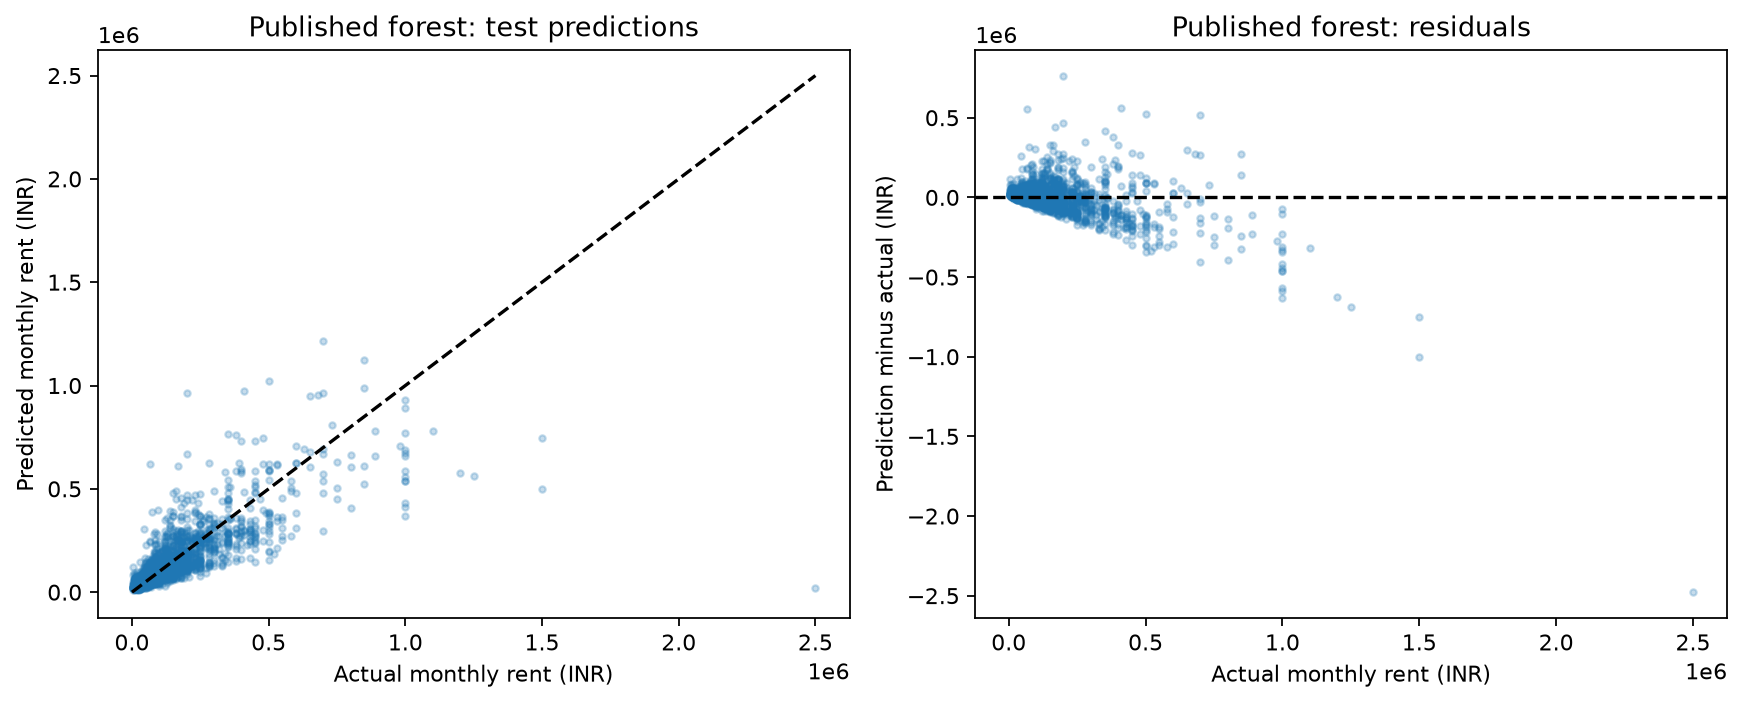 Published forest: test predictions
1e6
2.5
2.0
1.5
1.0
0.5
0.0
Predicted monthly rent (INR)
0.0 0.5 1.0 1.5 2.0 2.5
1e6
Actual monthly rent (INR)
Published forest: residuals
1e6
0.5
0.0
−0.5
−1.0
−1.5
−2.0
−2.5
Prediction minus actual (INR)
0.0 0.5 1.0 1.5 2.0 2.5
1e6
Actual monthly rent (INR)